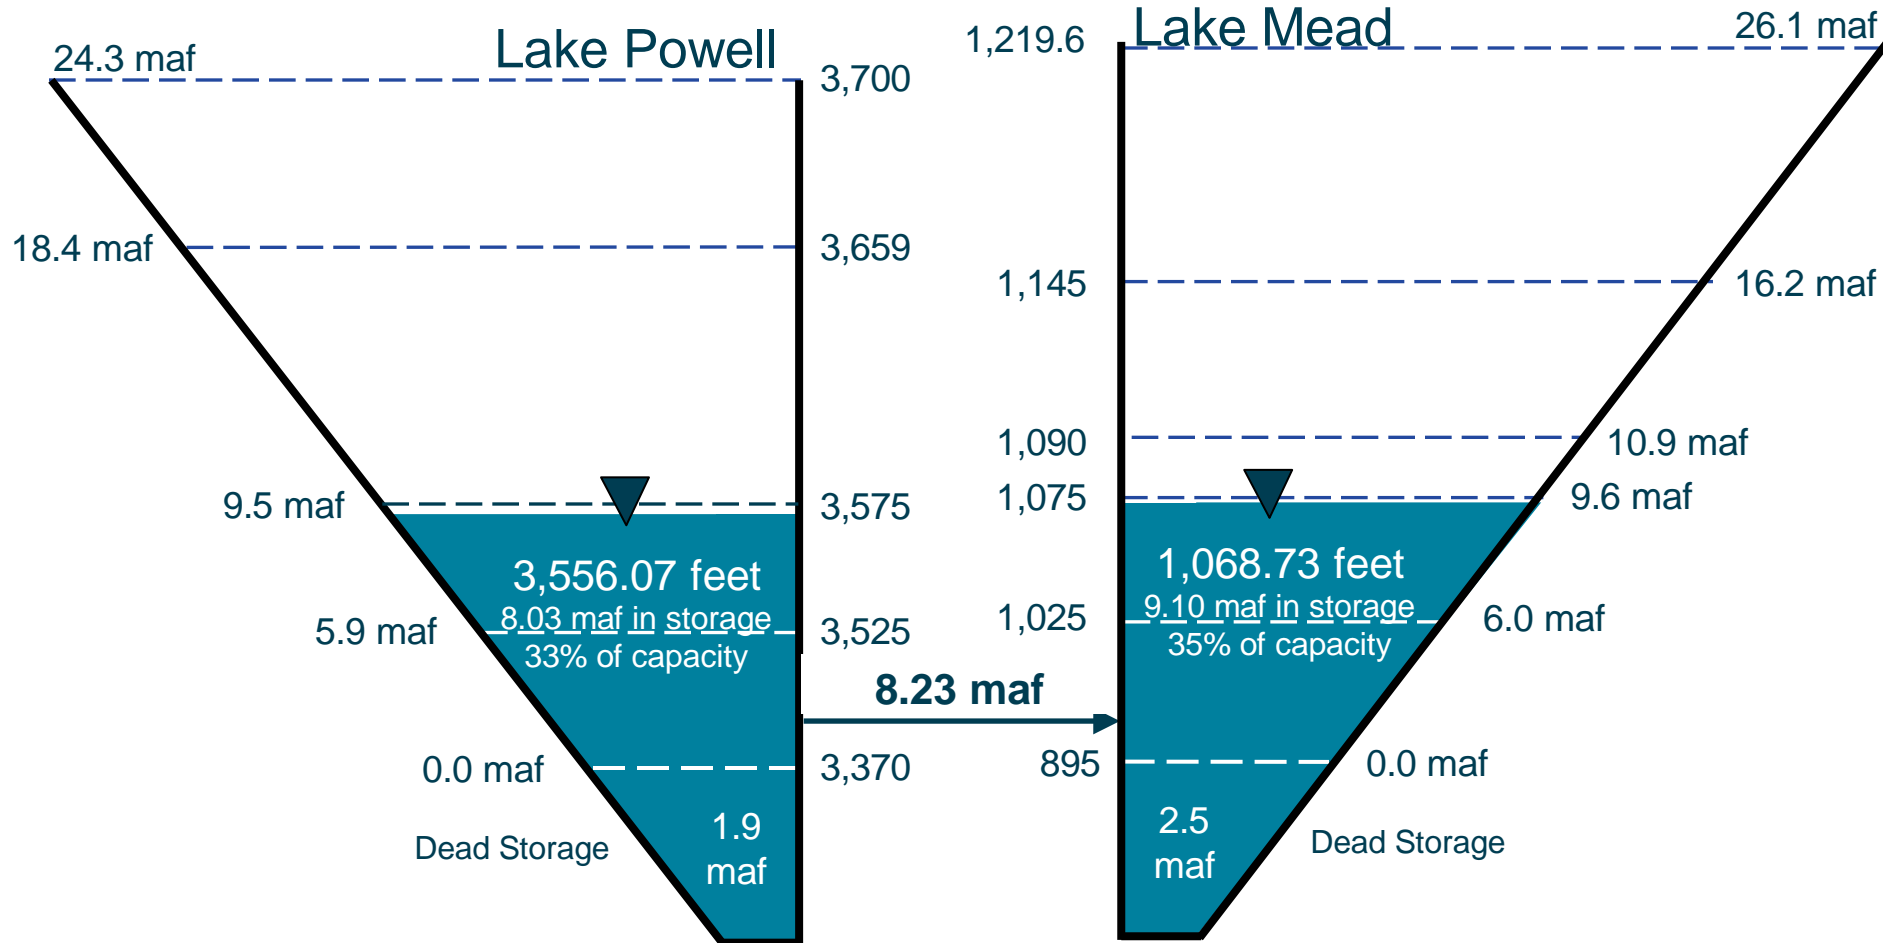 Lake Powell
24.3 maf
3,700
18.4 maf
3,659
9.5 maf
3,575
3,556.07 feet
8.03 maf in storage
5.9 maf
3,525
33% of capacity
8.23 maf
0.0 maf
3,370
1.9
maf
Dead Storage
Lake Mead
1,219.6
26.1 maf
1,145
16.2 maf
1,090
10.9 maf
1,075
9.6 maf
1,068.73 feet
9.10 maf in storage
1,025
6.0 maf
35% of capacity
895
0.0 maf
2.5
maf
Dead Storage